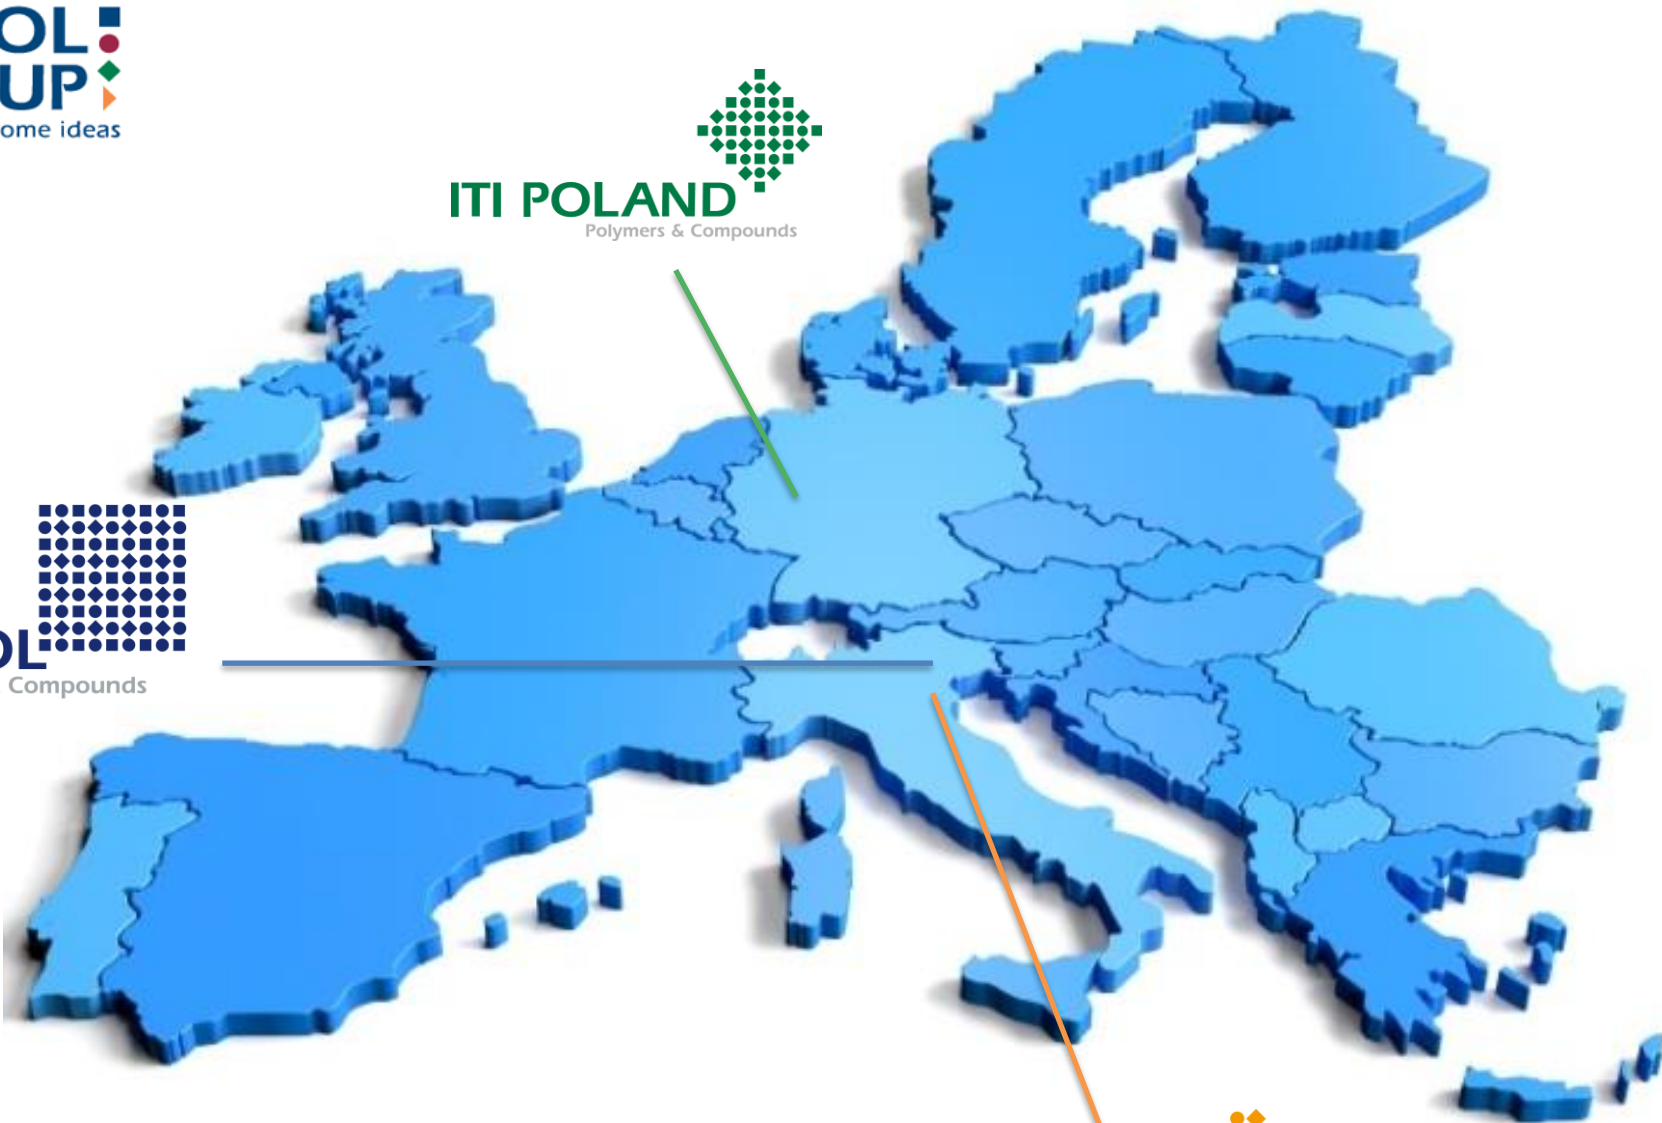 OL
UP
ome ideas
ITI POLAND
Polymers & Compounds
OL
Compounds